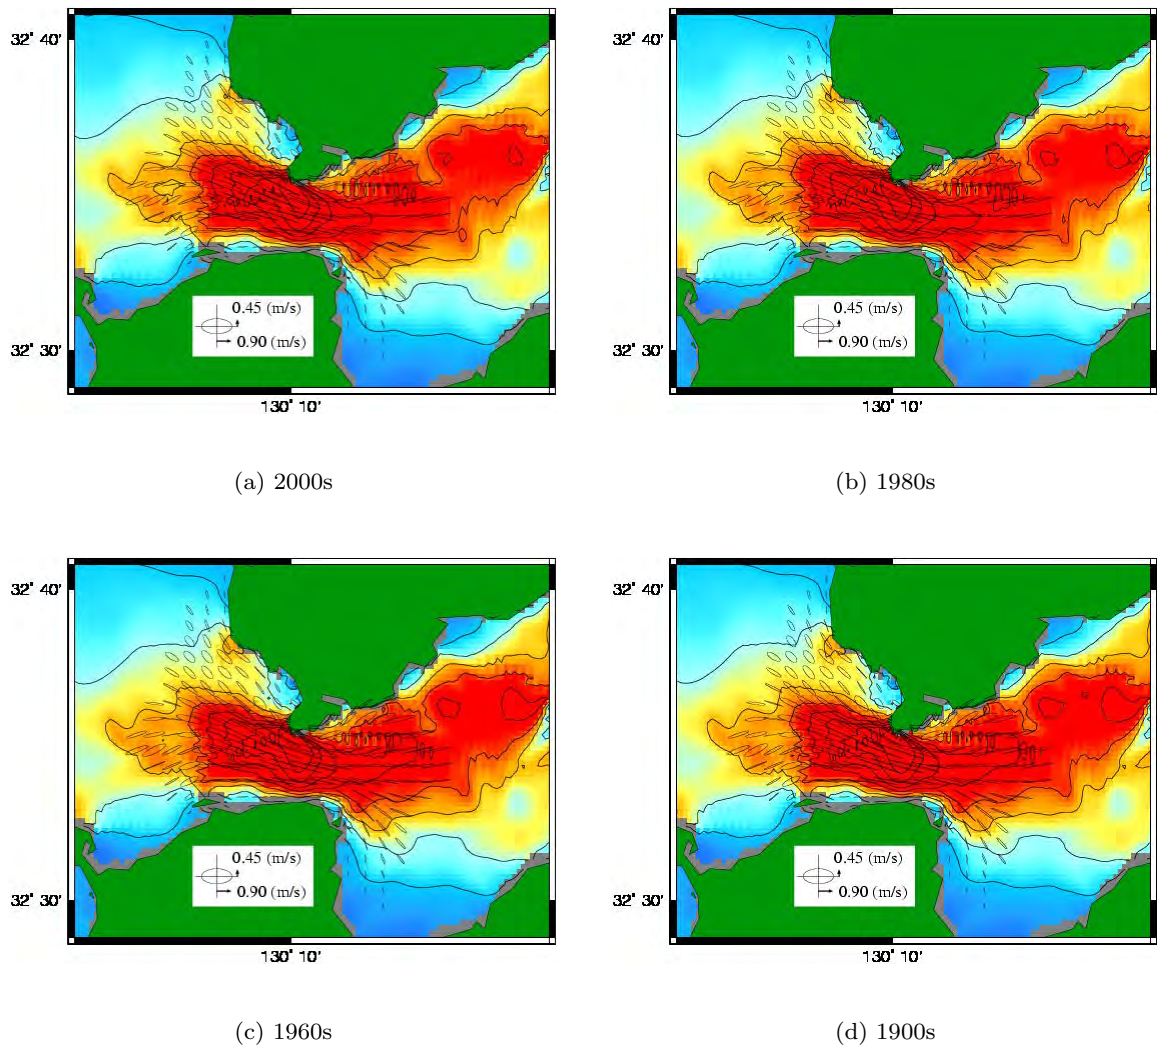 32° 40'
32° 30'
0.45 (m/s)
0.90 (m/s)
130° 10'
(a) 2000s
32° 40'
32° 30'
0.45 (m/s)
0.90 (m/s)
130° 10'
(b) 1980s
32° 40'
32° 30'
0.45 (m/s)
0.90 (m/s)
130° 10'
(c) 1960s
32° 40'
32° 30'
0.45 (m/s)
0.90 (m/s)
130° 10'
(d) 1900s